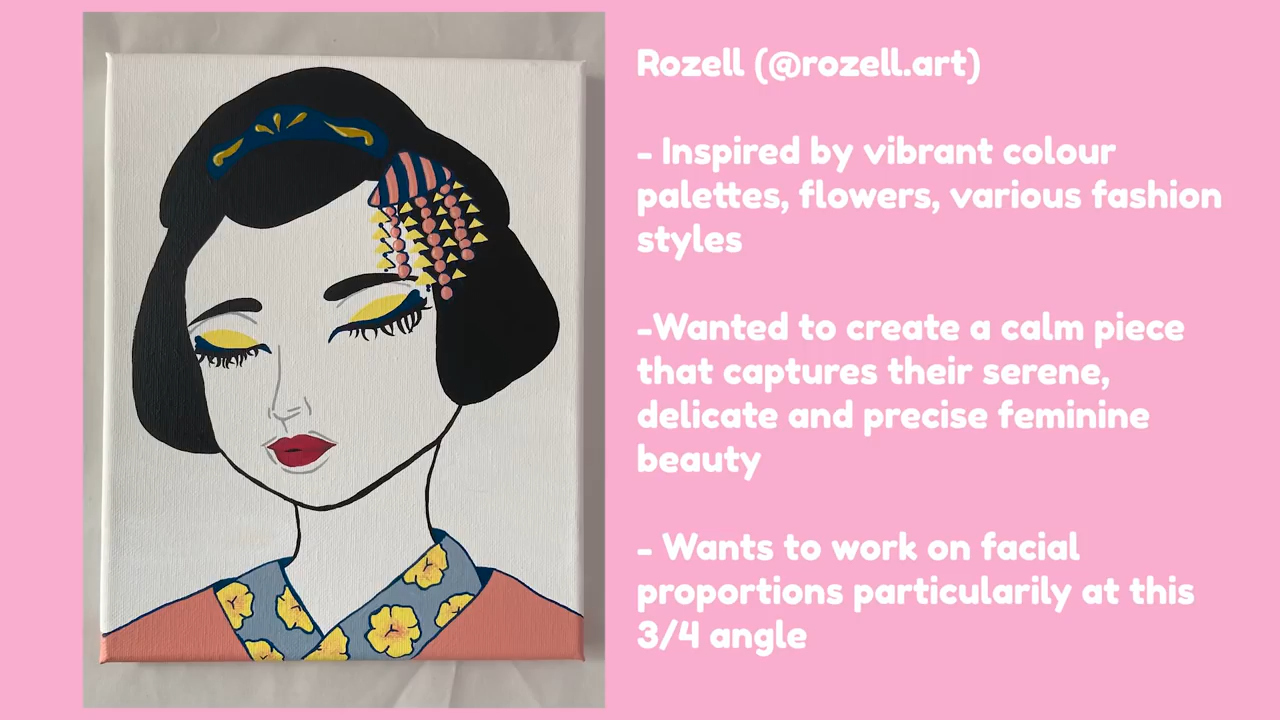 Rozell (@rozell.art)
- Inspired by vibrant colour
palettes, flowers, various fashion
styles
-Wanted to create a calm piece
that captures their serene,
delicate and precise feminine
beauty
- Wants to work on facial
proportions particularily at this
3/4 angle